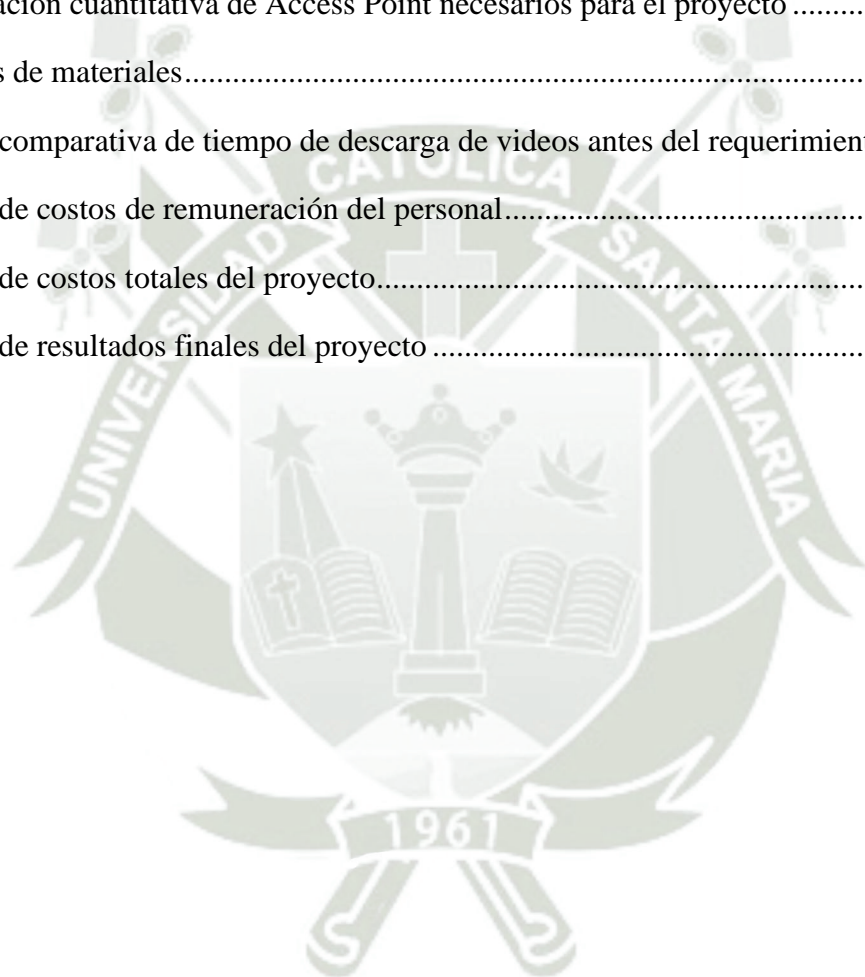 ación cuantitativa de Access Point necesarios para el proyecto ..........
s de materiales..........................................................................................
comparativa de tiempo de descarga de videos antes del requerimient
de costos de remuneración del personal...............................................
de costos totales del proyecto................................................................
de resultados finales del proyecto .........................................................
UNIVERSIDAD CATOLICA SANTA MARIA
1961